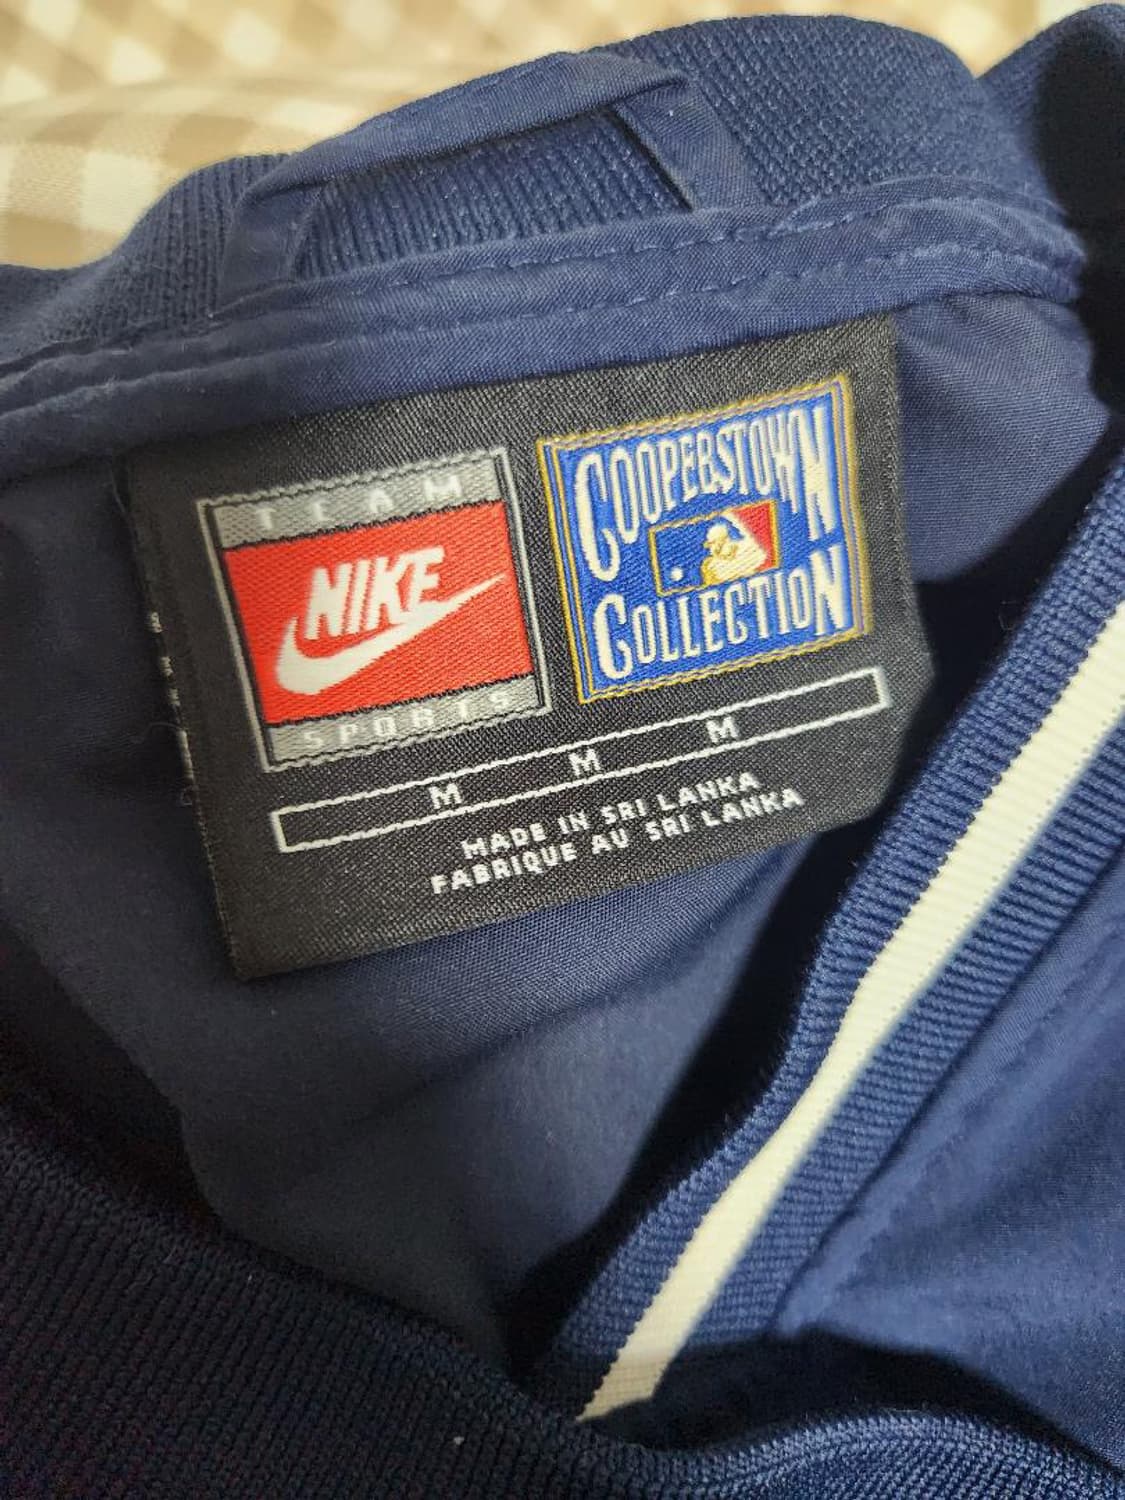 TEAM
NIKE
SPORTS
COOPERSTOWN
COLLECTION
M M M
MADE IN SRI LANKA
FABRIQUE AU SRI LANKA